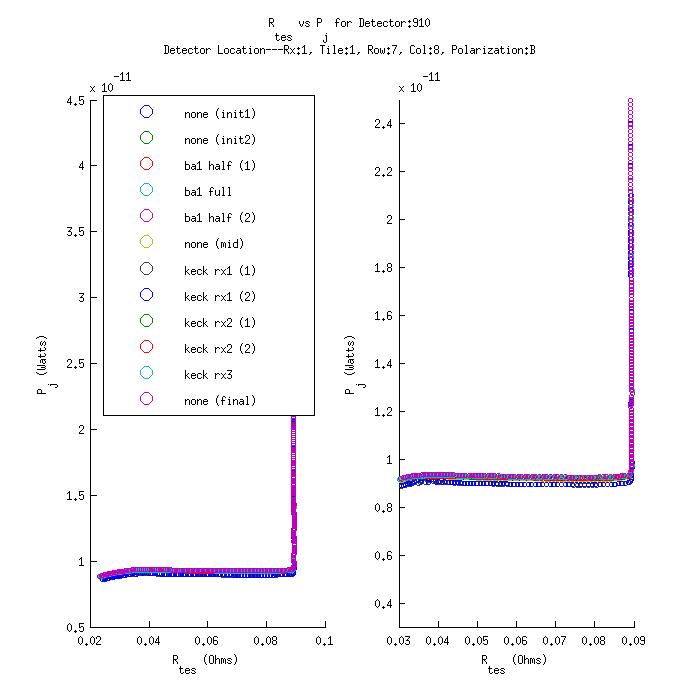 R    vs P  for Detector:910
tes    j
Detector Location---Rx:1, Tile:1, Row:7, Col:8, Polarization:B
x 10^-11
4.5
4
3.5
3
2.5
2
1.5
1
0.5
P_j (Watts)
0.02 0.04 0.06 0.08 0.1
R_tes (Ohms)
none (init1)
none (init2)
ba1 half (1)
ba1 full
ba1 half (2)
none (mid)
keck rx1 (1)
keck rx1 (2)
keck rx2 (1)
keck rx2 (2)
keck rx3
none (final)
x 10^-11
2.4
2.2
2
1.8
1.6
1.4
1.2
1
0.8
0.6
0.4
P_j (Watts)
0.03 0.04 0.05 0.06 0.07 0.08 0.09
R_tes (Ohms)